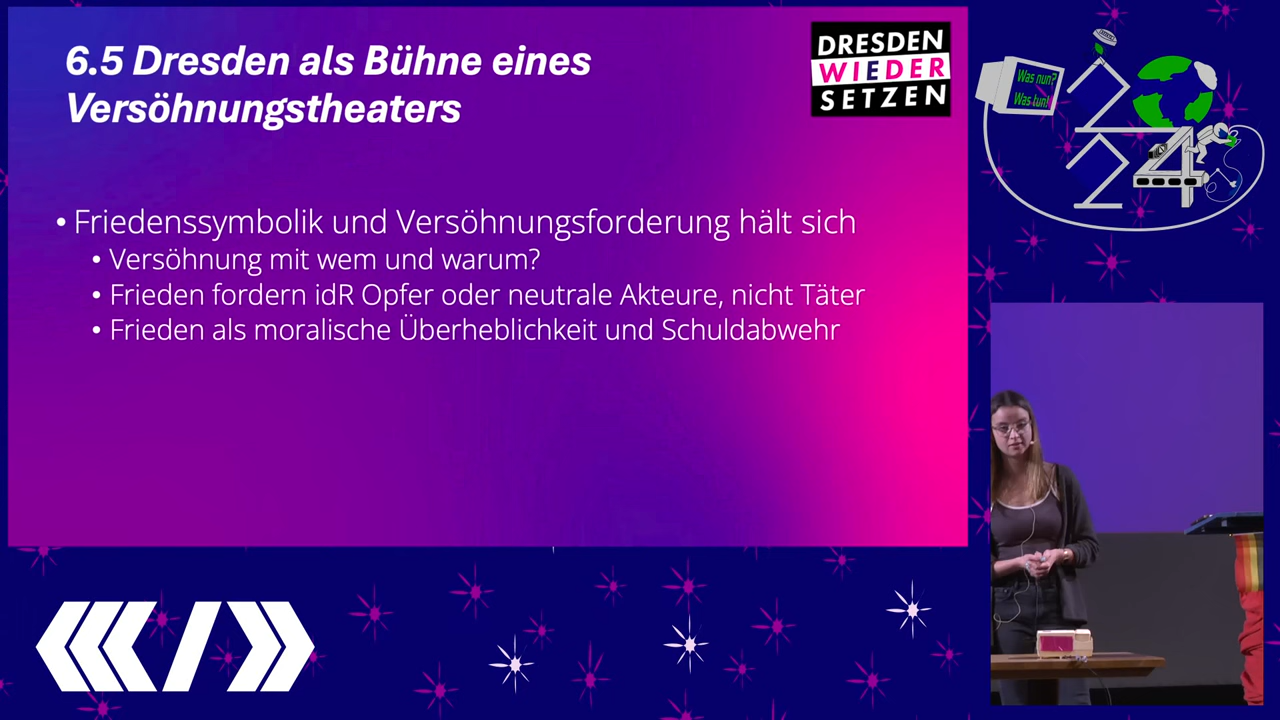 6.5 Dresden als Bühne eines
Versöhnungstheaters
DRESDEN
WIEDER
SETZEN
• Friedenssymbolik und Versöhnungsforderung hält sich
• Versöhnung mit wem und warum?
• Frieden fordern idR Opfer oder neutrale Akteure, nicht Täter
• Frieden als moralische Überheblichkeit und Schuldabwehr
Was nun?
Was tun!
24